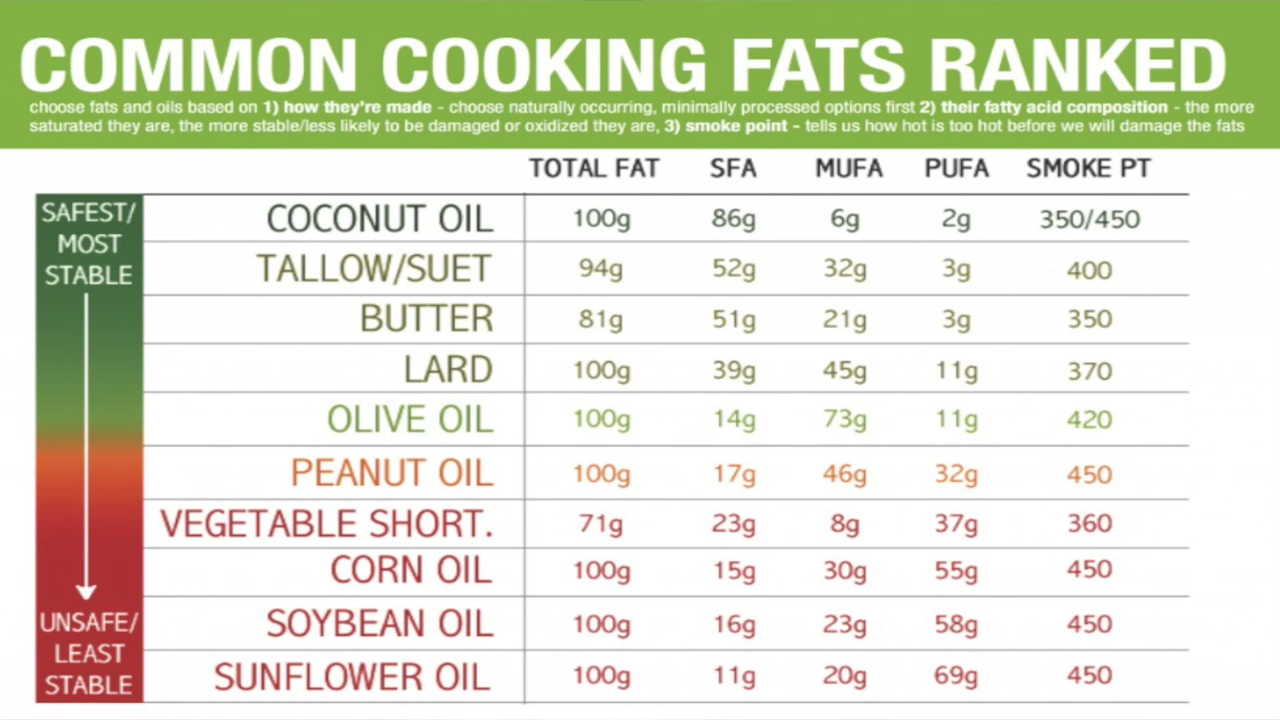 COMMON COOKING FATS RANKED
choose fats and oils based on 1) how they're made - choose naturally occurring, minimally processed options first 2) their fatty acid composition - the more
saturated they are, the more stable/less likely to be damaged or oxidized they are, 3) smoke point - tells us how hot is too hot before we will damage the fats
TOTAL FAT SFA MUFA PUFA SMOKE PT
SAFEST/
MOST
STABLE
COCONUT OIL 100g 86g 6g 2g 350/450
TALLOW/SUET 94g 52g 32g 3g 400
BUTTER 81g 51g 21g 3g 350
LARD 100g 39g 45g 11g 370
OLIVE OIL 100g 14g 73g 11g 420
PEANUT OIL 100g 17g 46g 32g 450
VEGETABLE SHORT. 71g 23g 8g 37g 360
CORN OIL 100g 15g 30g 55g 450
SOYBEAN OIL 100g 16g 23g 58g 450
SUNFLOWER OIL 100g 11g 20g 69g 450
UNSAFE/
LEAST
STABLE